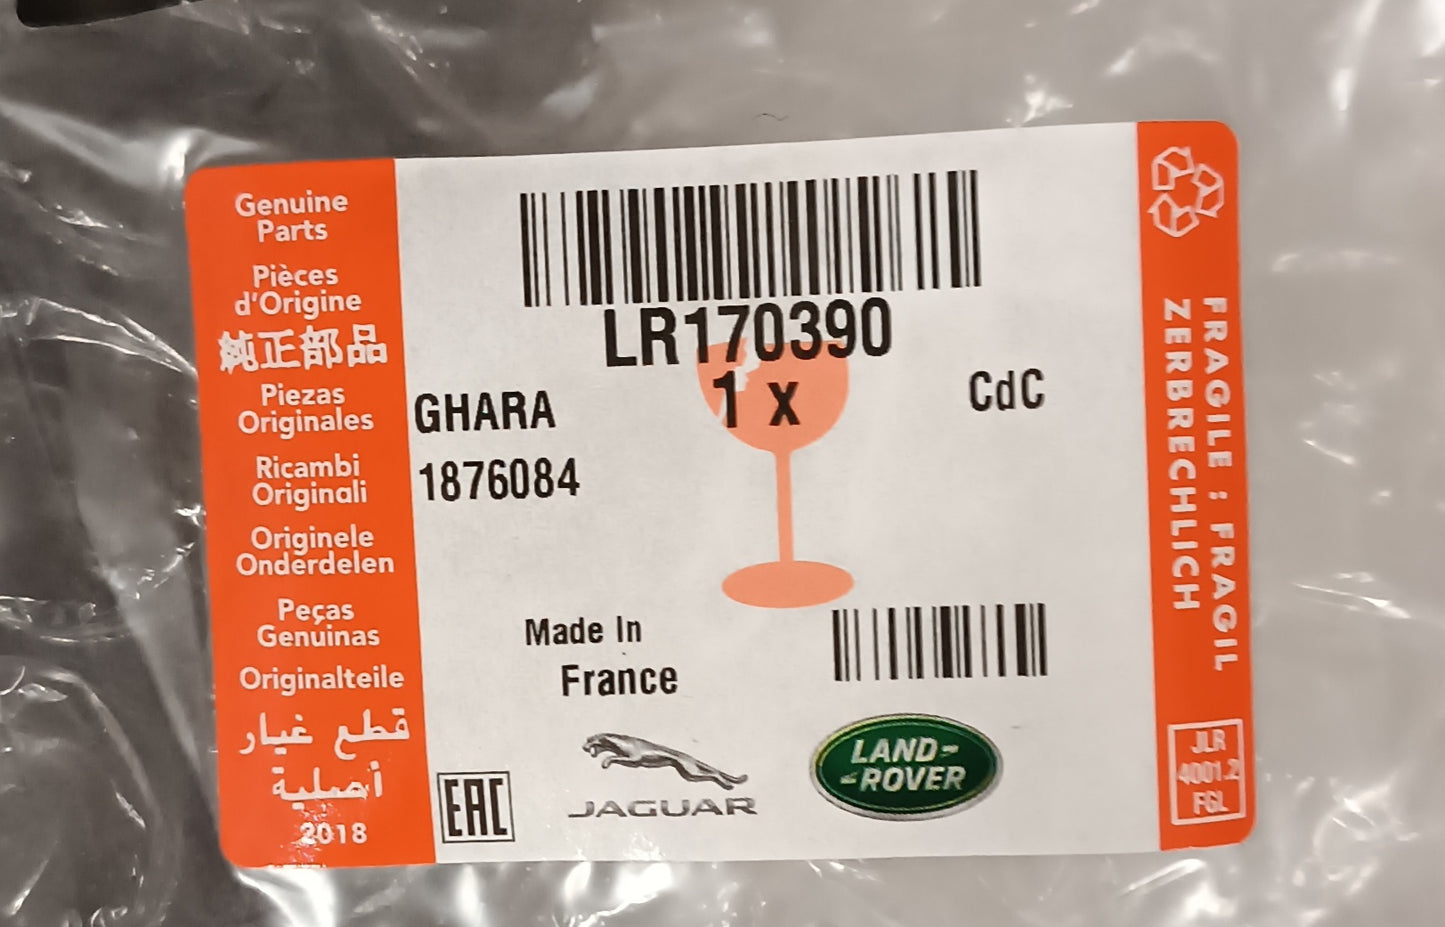 Genuine
Parts
Pièces
d'Origine
純正部品
Piezas
Originales
Ricambi
Originali
Originele
Onderdelen
Peças
Genuinas
Originalteile
قطع غيار
أصلية
2018
LR170390
GHARA 1 x CdC
1876084
Made In
France
EAC
JAGUAR
LAND-
-ROVER
FRAGILE : FRAGIL
ZERBRECHLICH
JLR
4001.2
FGL